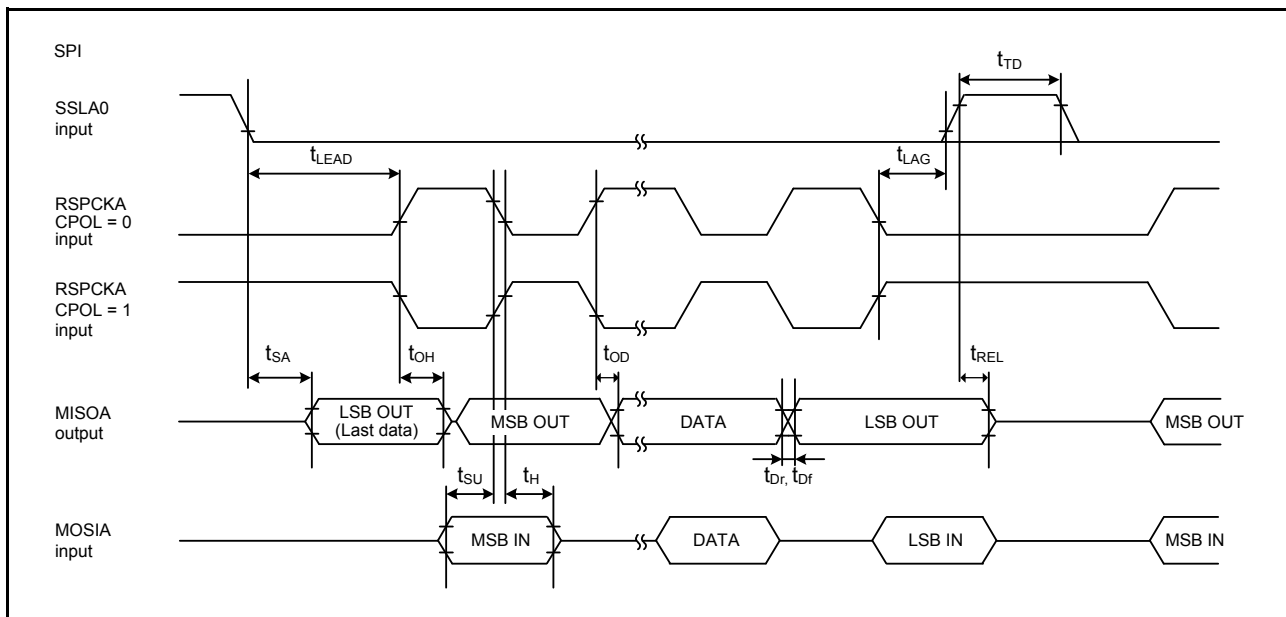 SPI
tTD
SSLA0
input
tLEAD
tLAG
RSPCKA
CPOL = 0
input
RSPCKA
CPOL = 1
input
tSA
tOH
tOD
tREL
MISOA
output
LSB OUT
(Last data)
MSB OUT
DATA
LSB OUT
MSB OUT
tSU
tH
tDr, tDf
MOSIA
input
MSB IN
DATA
LSB IN
MSB IN